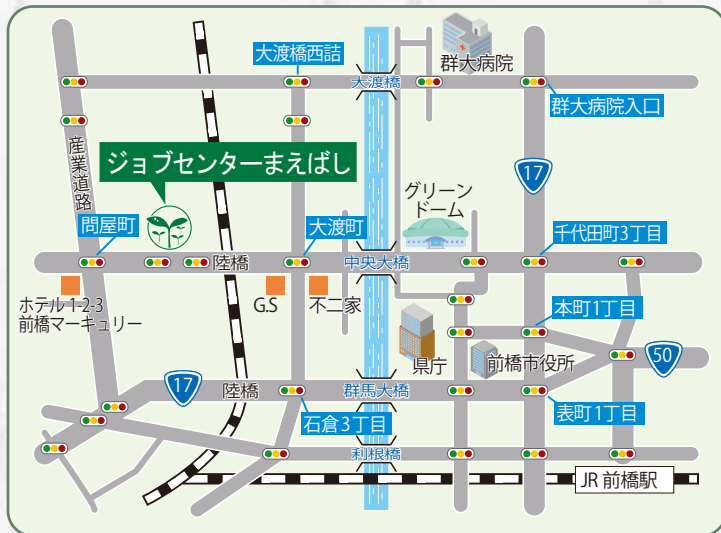 群大病院
大渡橋西詰
大渡橋
群大病院入口
産業道路
ジョブセンターまえばし
17
グリーン
ドーム
問屋町
大渡町
千代田町3丁目
陸橋
中央大橋
ホテル1-2-3
前橋マーキュリー
G.S
不二家
本町1丁目
県庁
前橋市役所
50
17
陸橋
群馬大橋
石倉3丁目
表町1丁目
利根橋
JR 前橋駅